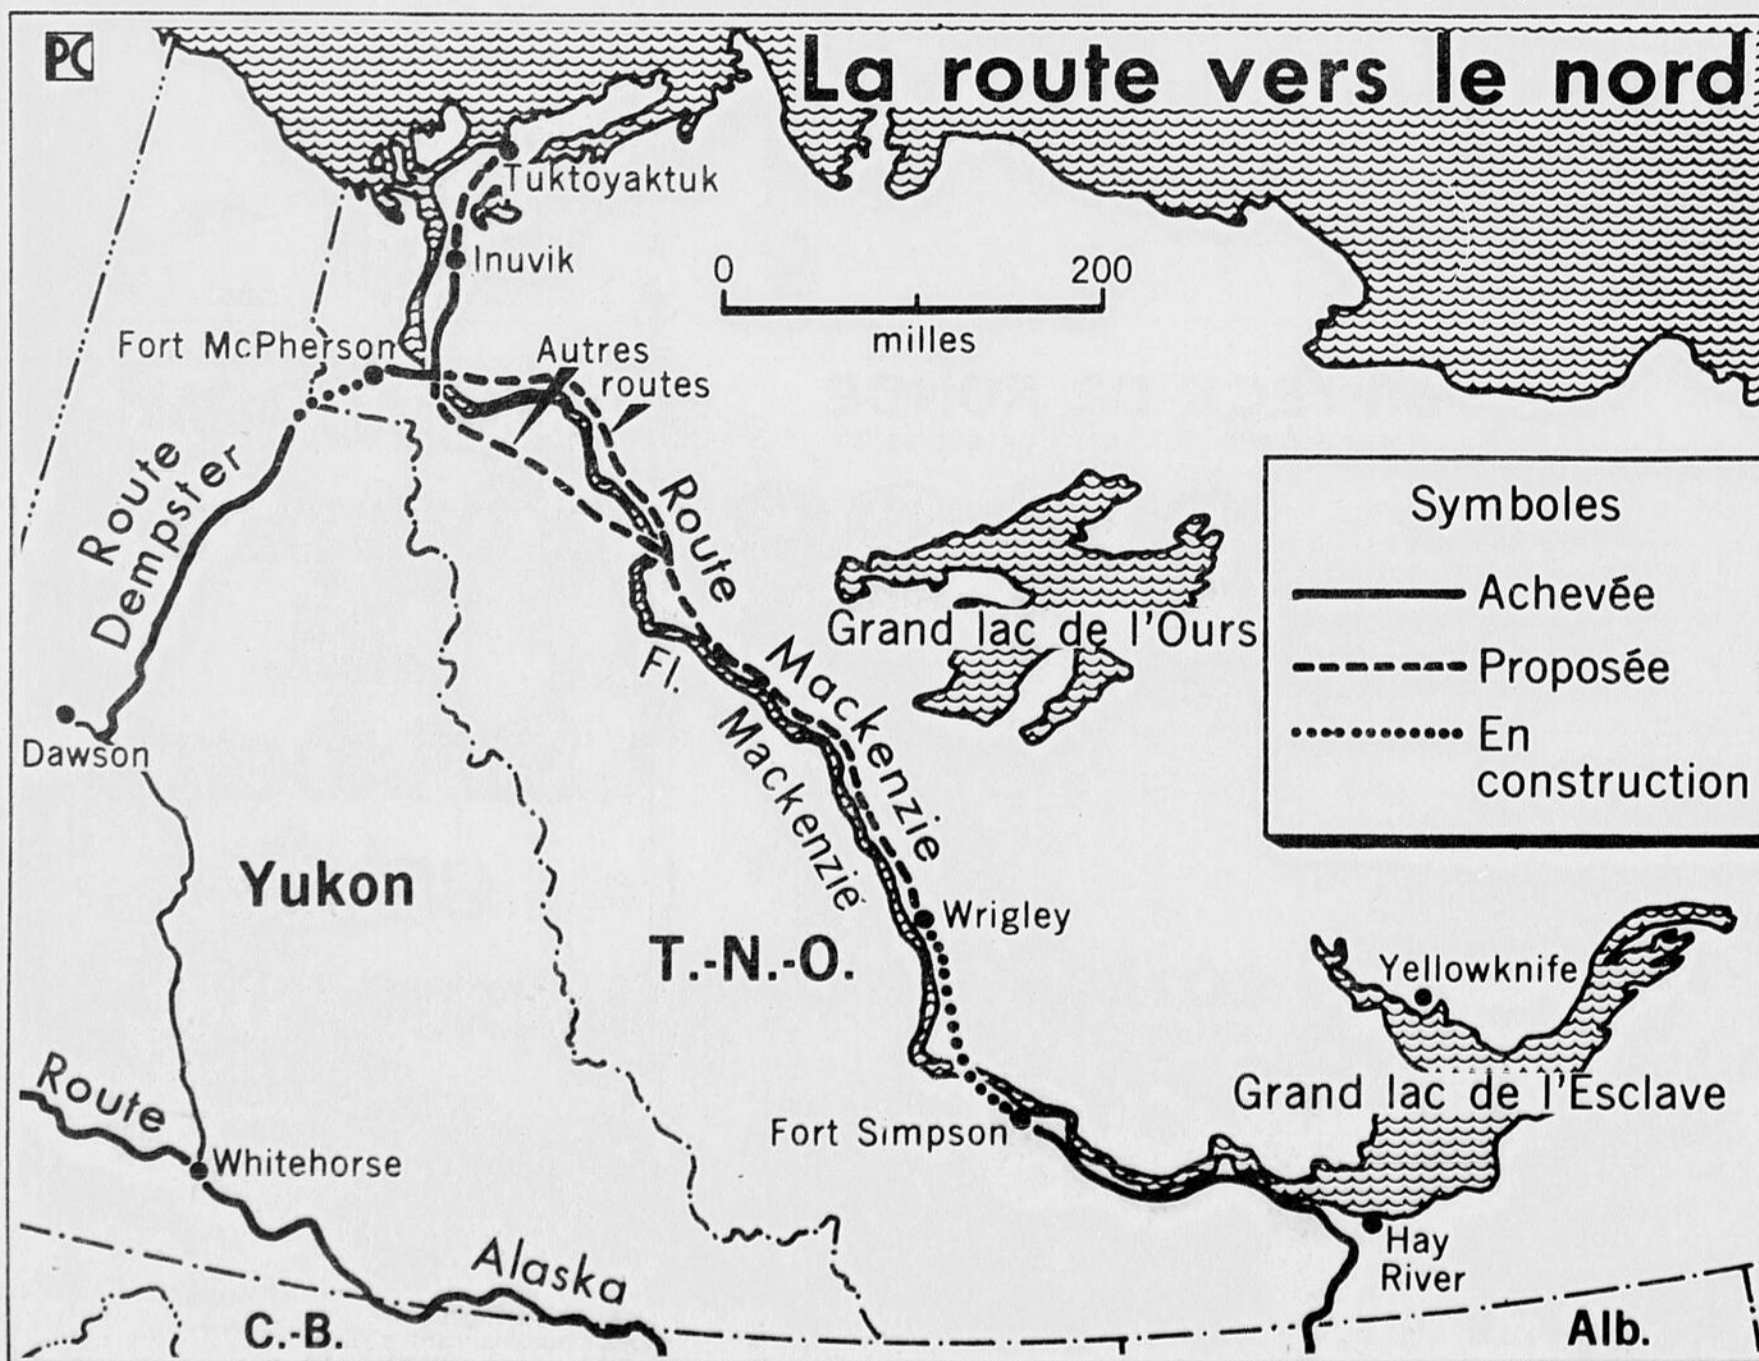 PC
La route vers le nord
Tuktoyaktuk
Inuvik
0 200
milles
Fort McPherson
Autres
routes
Route
Dempster
Route
Mackenzie
Fl.
Mackenzie
Grand lac de l'Ours
Symboles
Achevée
Proposée
En
construction
Dawson
Yukon
T.-N.-O.
Wrigley
Yellowknife
Grand lac de l'Esclave
Fort Simpson
Route
Whitehorse
Alaska
Hay
River
C.-B.
Alb.